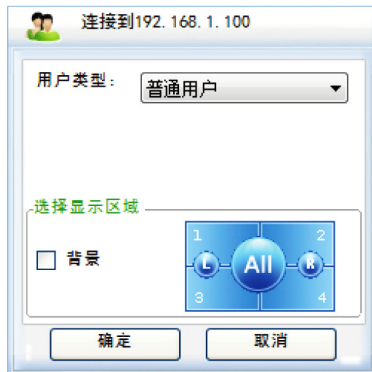 连接到192.168.1.100
用户类型：
普通用户
选择显示区域
背景
1 2
L All R
3 4
确定 取消